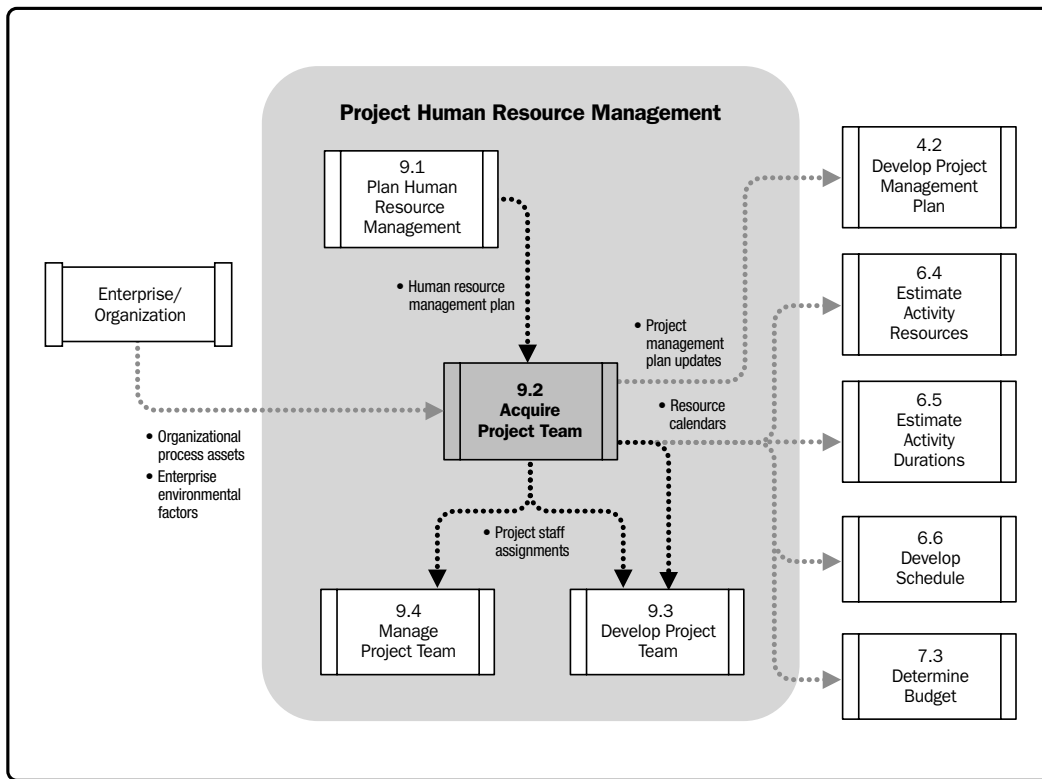 Project Human Resource Management
9.1
Plan Human
Resource
Management
4.2
Develop Project
Management
Plan
Enterprise/
Organization
• Human resource
management plan
• Project
management
plan updates
6.4
Estimate
Activity
Resources
9.2
Acquire
Project Team
• Resource
calendars
6.5
Estimate
Activity
Durations
• Organizational
process assets
• Enterprise
environmental
factors
• Project staff
assignments
6.6
Develop
Schedule
9.4
Manage
Project Team
9.3
Develop Project
Team
7.3
Determine
Budget